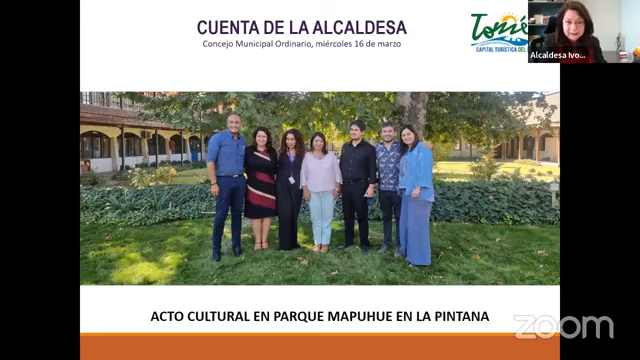 CUENTA DE LA ALCALDESA
Concejo Municipal Ordinario, miércoles 16 de marzo
Tomé
CAPITAL TURÍSTICA DEL
Alcaldesa Ivo...
ACTO CULTURAL EN PARQUE MAPUHUE EN LA PINTANA
zoom